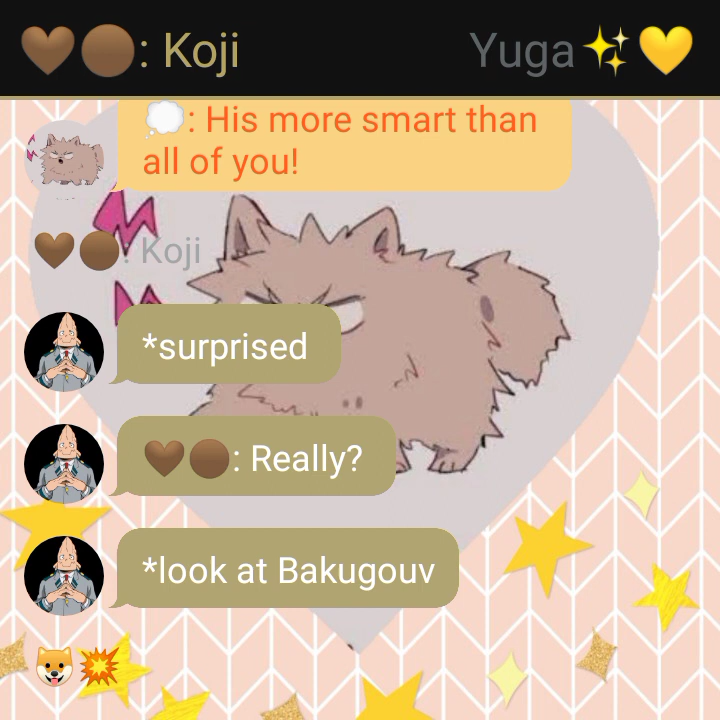 🤎🟤: Koji
Yuga✨💛
💭: His more smart than
all of you!
🤎🟤: Koji
*surprised
🤎🟤: Really?
*look at Bakugouv
🐕💥